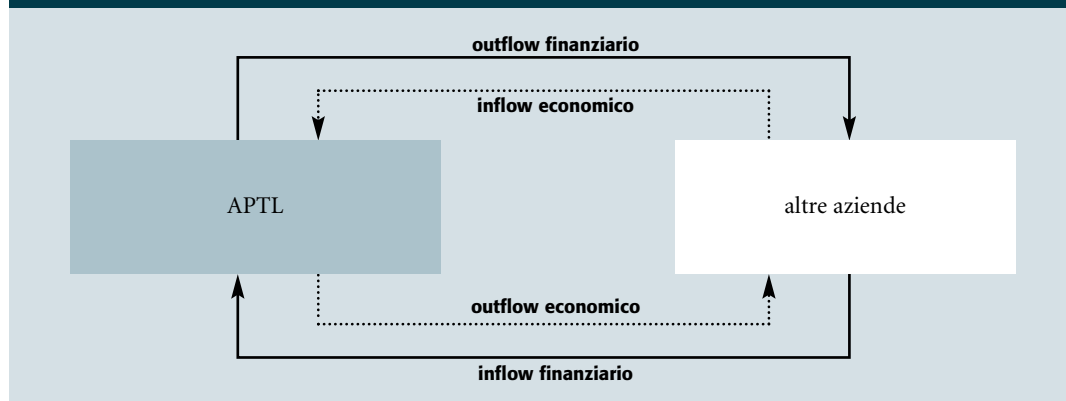 outflow finanziario
inflow economico
APTL
altre aziende
outflow economico
inflow finanziario